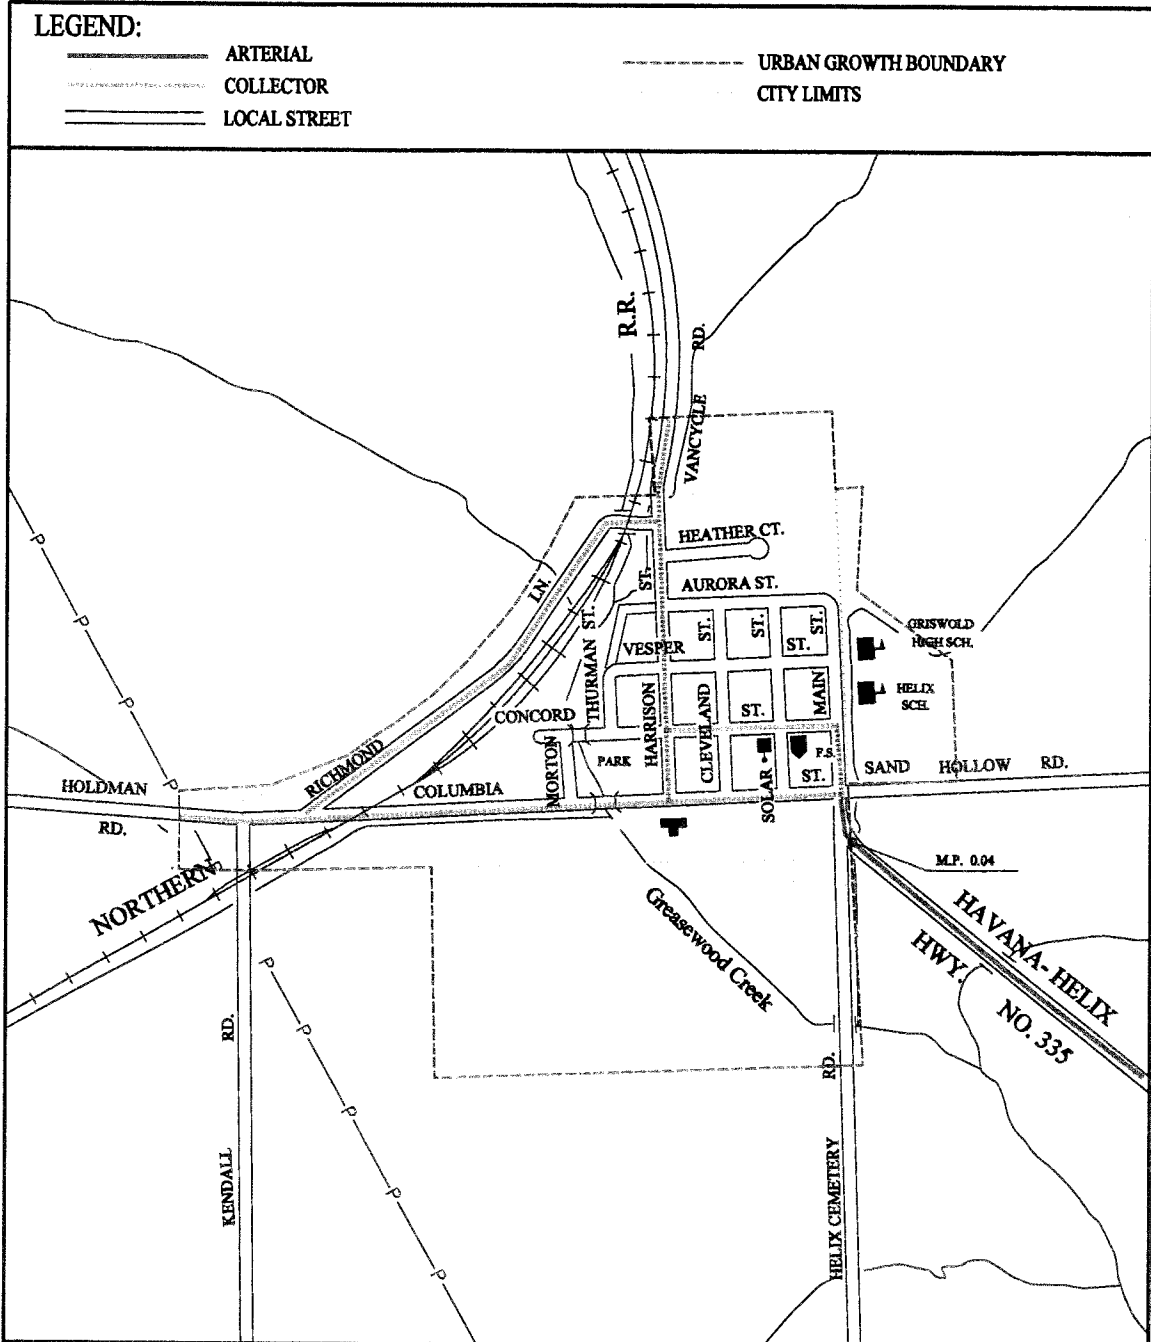 LEGEND:
ARTERIAL
COLLECTOR
LOCAL STREET
URBAN GROWTH BOUNDARY
CITY LIMITS
R.R.
VANCYCLE RD.
HEATHER CT.
AURORA ST.
ST.
LN.
THURMAN ST.
VESPER ST.
ST.
ST.
ST.
GRISWOLD
HIGH SCH.
HELIX
SCH.
CONCORD ST.
HARRISON
CLEVELAND
MAIN
RICHMOND
MORTON
PARK
SOLAR
F.S.
HOLDMAN
RD.
COLUMBIA ST.
SAND HOLLOW RD.
M.P. 0.04
NORTHERN
Greasewood Creek
HAVANA-HELIX
HWY. NO. 335
P
P
P
P
P
P
P
P
P
P
KENDALL RD.
HELIX CEMETERY RD.